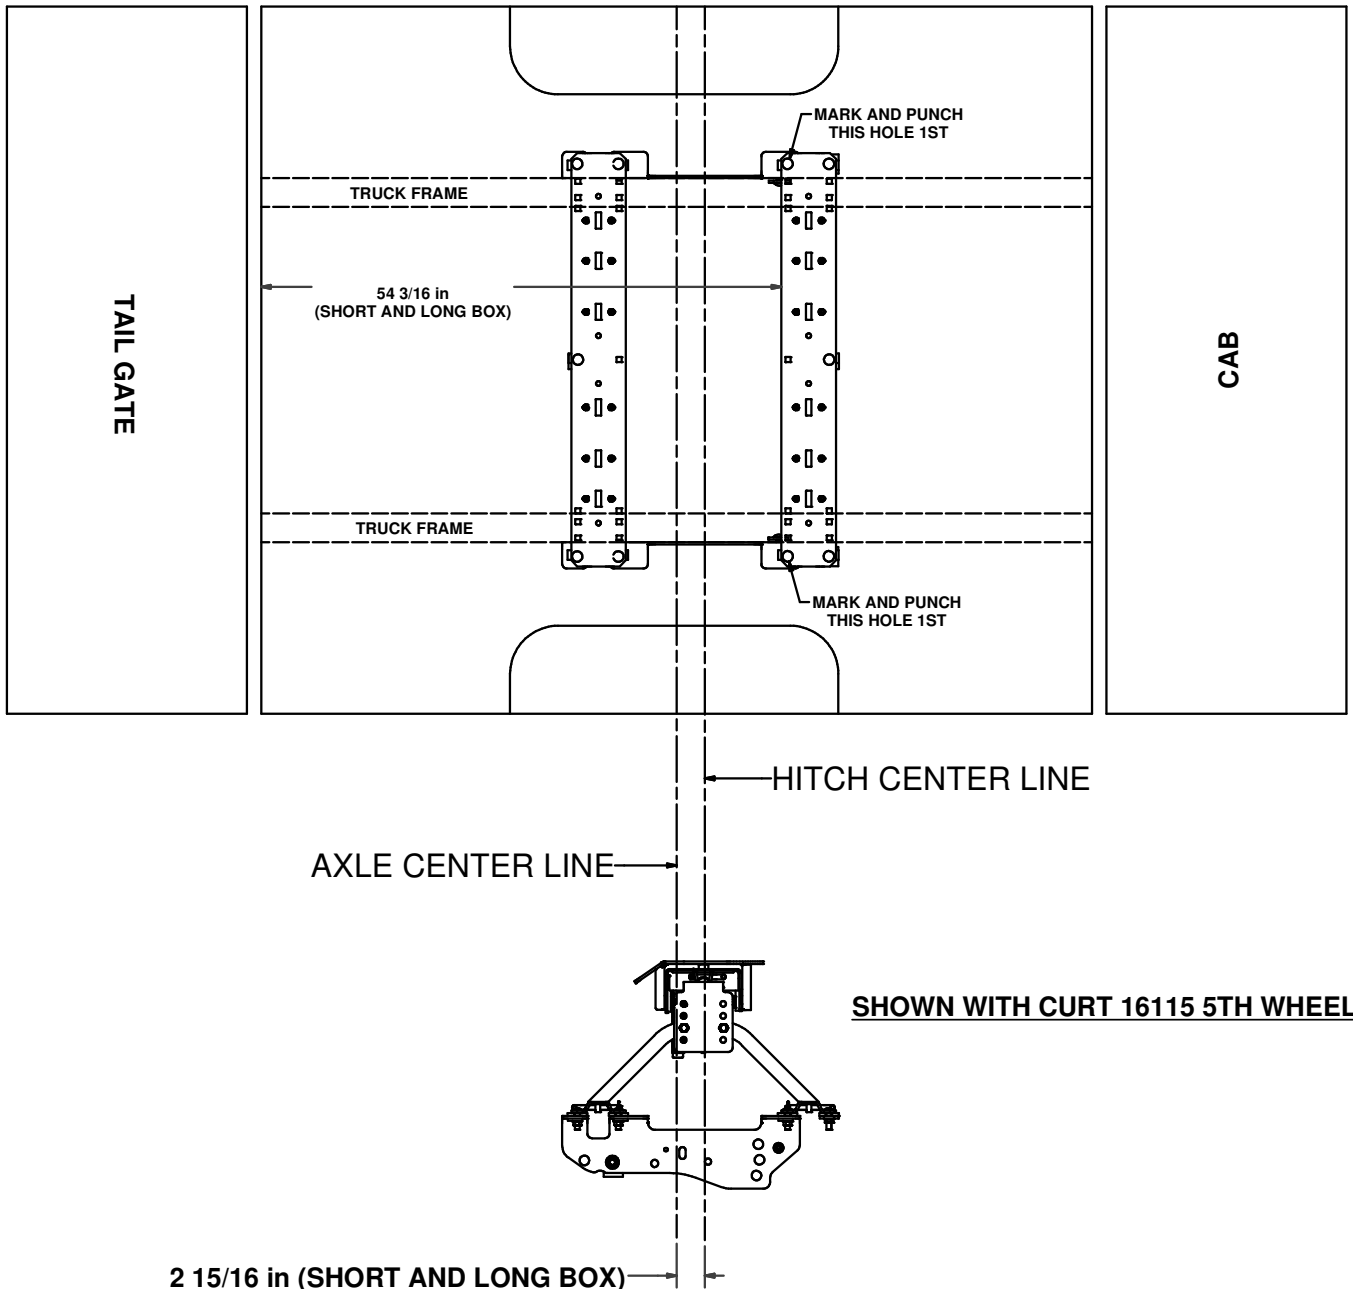 MARK AND PUNCH
THIS HOLE 1ST
TRUCK FRAME
54 3/16 in
(SHORT AND LONG BOX)
TAIL GATE
CAB
TRUCK FRAME
MARK AND PUNCH
THIS HOLE 1ST
HITCH CENTER LINE
AXLE CENTER LINE
SHOWN WITH CURT 16115 5TH WHEEL
2 15/16 in (SHORT AND LONG BOX)